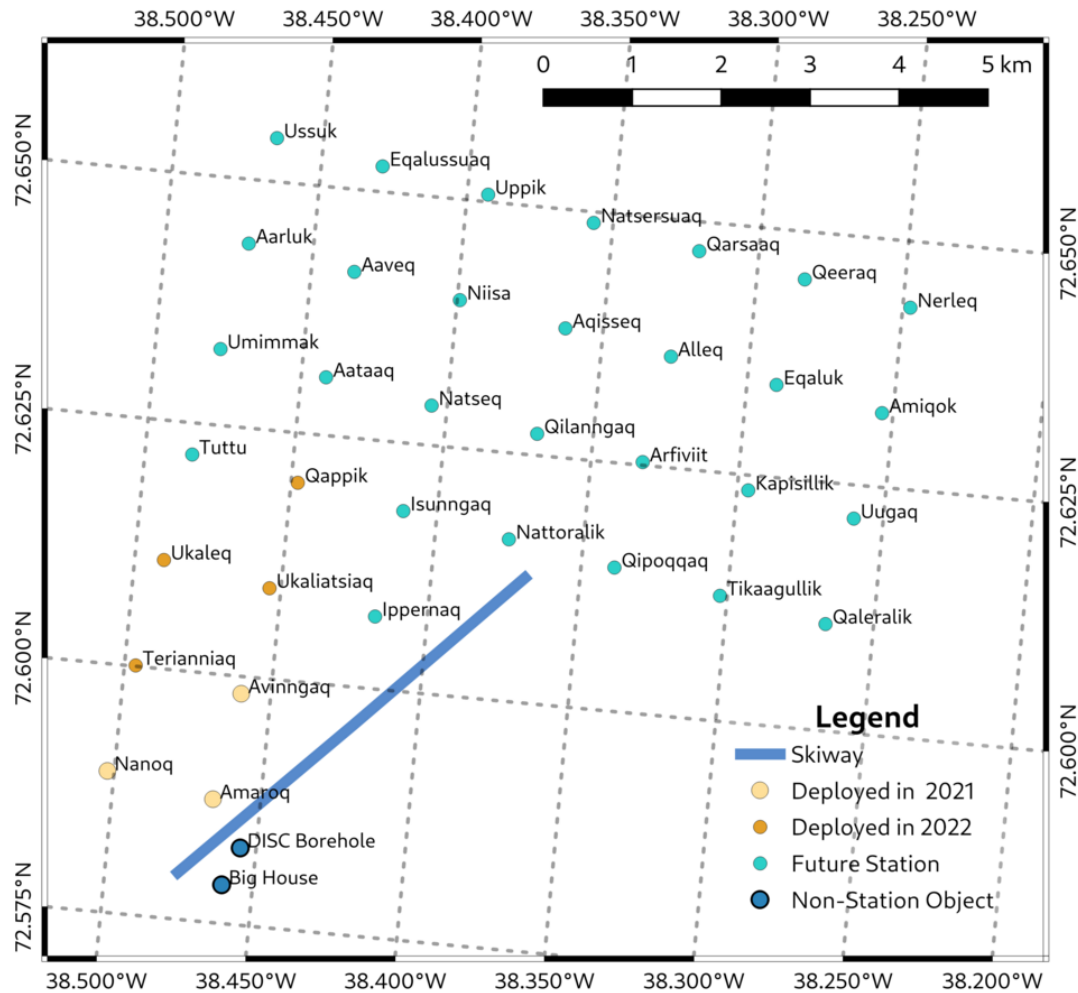 38.500°W 38.450°W 38.400°W 38.350°W 38.300°W 38.250°W
0 1 2 3 4 5 km
72.650°N
72.625°N
72.600°N
72.575°N
72.650°N
72.625°N
72.600°N
Ussuk
Eqalussuaq
Uppik
Natsersuaq
Qarsaaq
Qeeraq
Nerleq
Aarluk
Aaveq
Niisa
Aqisseq
Alleq
Eqaluk
Amiqok
Umimmak
Aataaq
Natseq
Qilanngaq
Arfiviit
Kapisillik
Uugaq
Tuttu
Qappik
Isunngaq
Nattoralik
Qipoqqaq
Tikaagullik
Qaleralik
Ukaleq
Ukaliatsiaq
Ippernaq
Terianniaq
Avinngaq
Nanoq
Amaroq
DISC Borehole
Big House
Legend
Skiway
Deployed in 2021
Deployed in 2022
Future Station
Non-Station Object
38.500°W 38.450°W 38.400°W 38.350°W 38.300°W 38.250°W 38.200°W